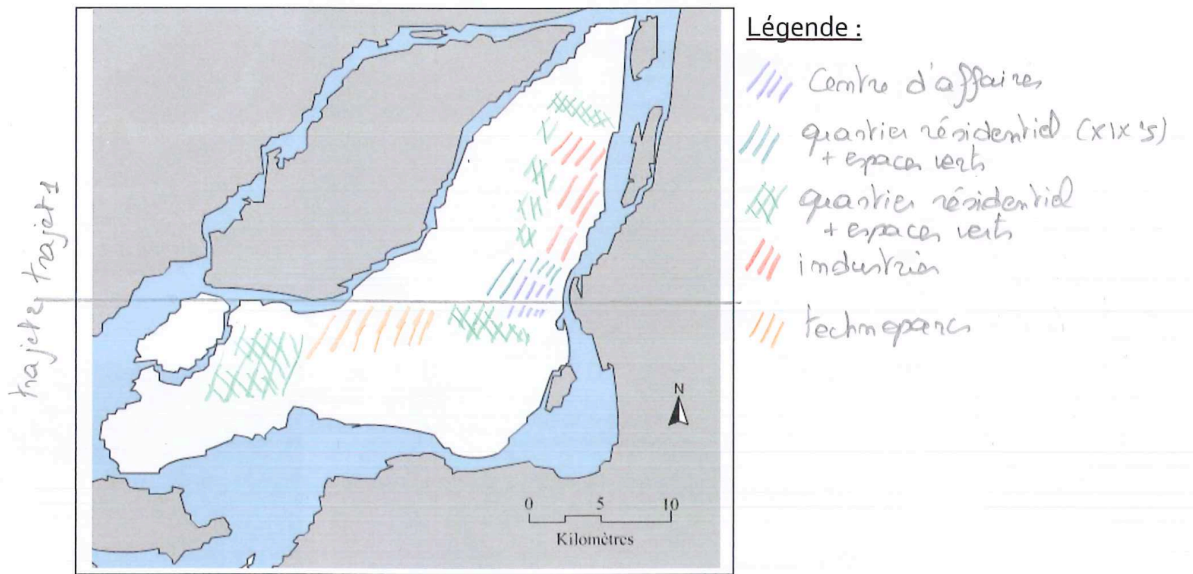 Légende :
Centre d'affaires
quartier résidentiel (XIX's)
+ espaces verts
quartier résidentiel
+ espaces verts
industries
technoparcs
trajet 2 trajet 1
N
0 5 10
Kilomètres